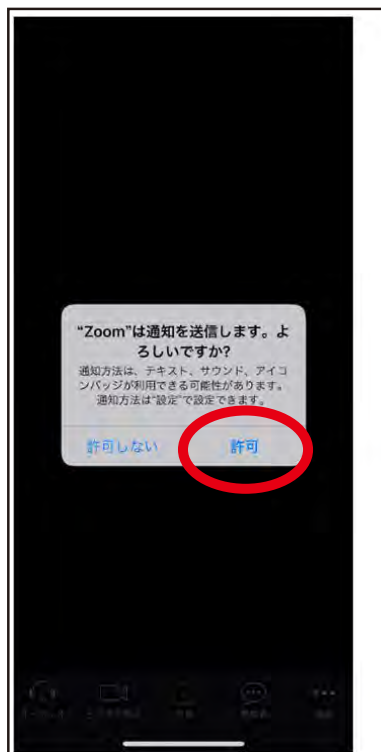 “Zoom”は通知を送信します。よ
ろしいですか?
通知方法は、テキスト、サウンド、アイコ
ンバッジが利用できる可能性があります。
通知方法は“設定”で設定できます。
許可しない
許可